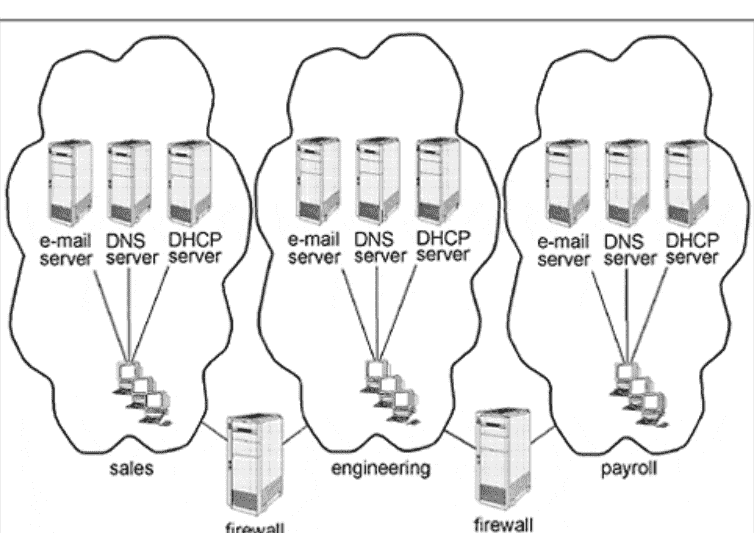 e-mail server
DNS server
DHCP server
e-mail server
DNS server
DHCP server
e-mail server
DNS server
DHCP server
sales
engineering
payroll
firewall
firewall